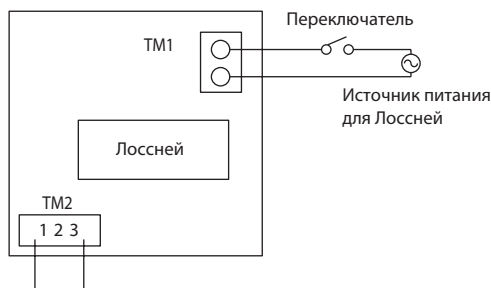 Переключатель
TM1
Источник питания
для Лоссней
Лоссней
TM2
1 2 3